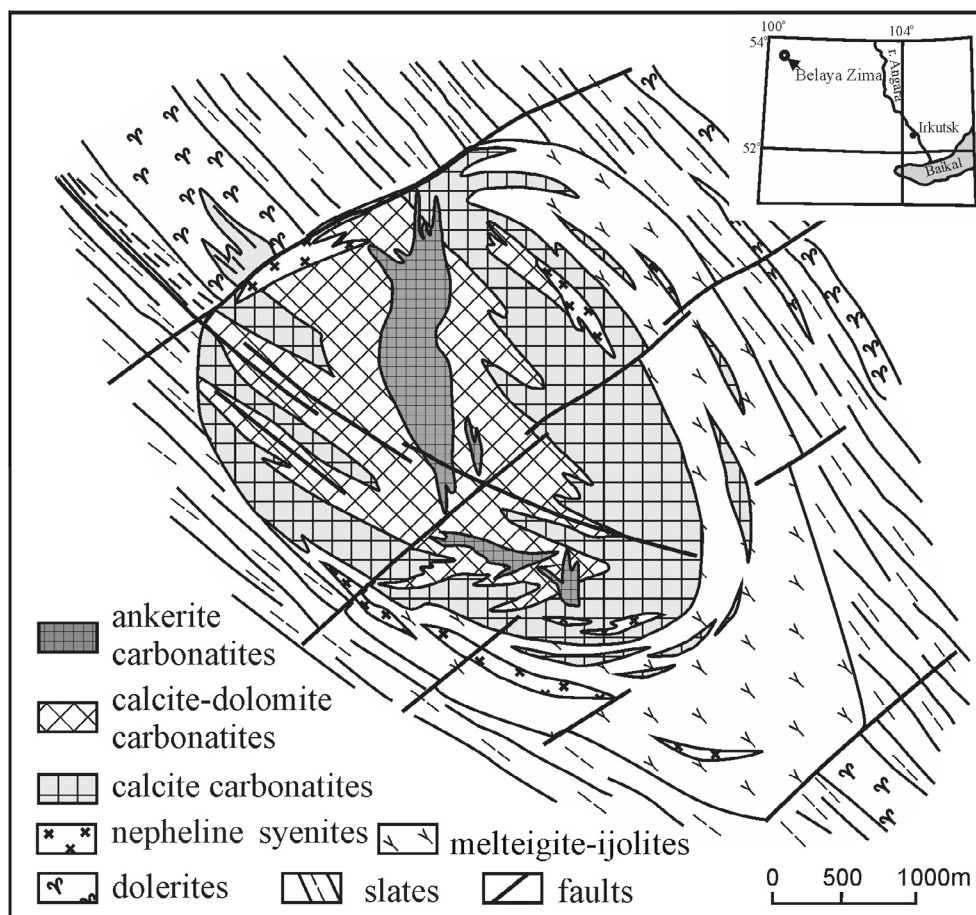 100° 104°
54°
Belaya Zima
r. Angara
Irkutsk
52°
Baikal
ankerite
carbonatites
calcite-dolomite
carbonatites
calcite carbonatites
nepheline syenites
melteigite-ijolites
dolerites
slates
faults
0 500 1000m